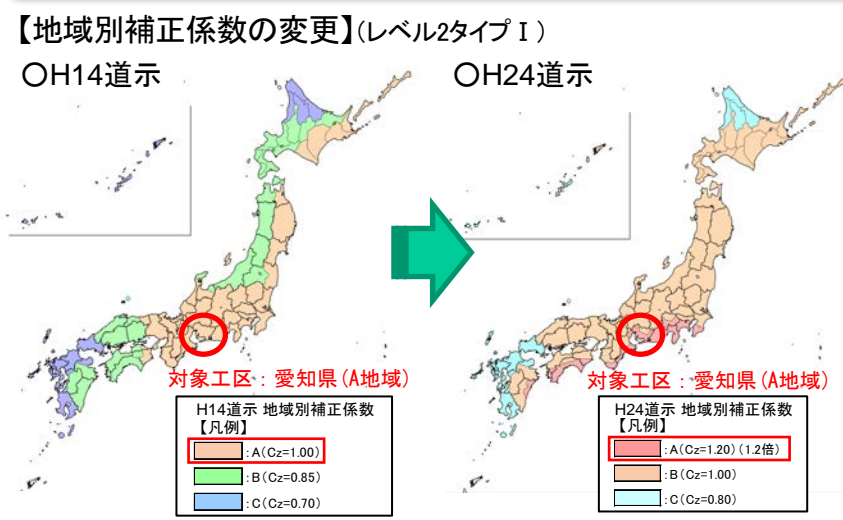 【地域別補正係数の変更】(レベル2タイプⅠ)
〇H14道示
〇H24道示
対象工区：愛知県(A地域)
H14道示 地域別補正係数
【凡例】
:A(Cz=1.00)
:B(Cz=0.85)
:C(Cz=0.70)
対象工区：愛知県(A地域)
H24道示 地域別補正係数
【凡例】
:A(Cz=1.20)(1.2倍)
:B(Cz=1.00)
:C(Cz=0.80)